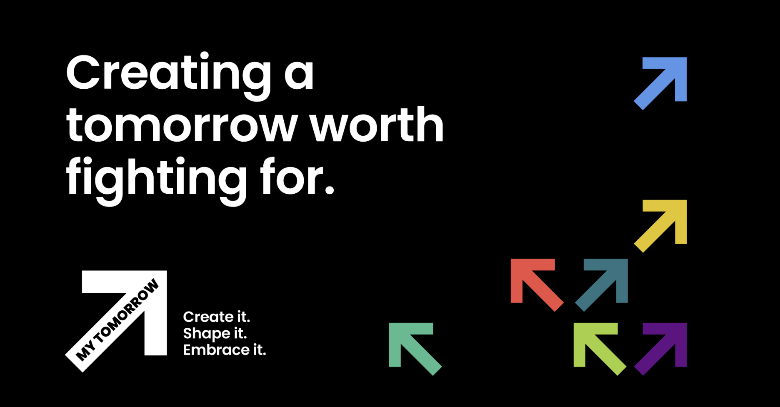 Creating a
tomorrow worth
fighting for.
MY TOMORROW
Create it.
Shape it.
Embrace it.